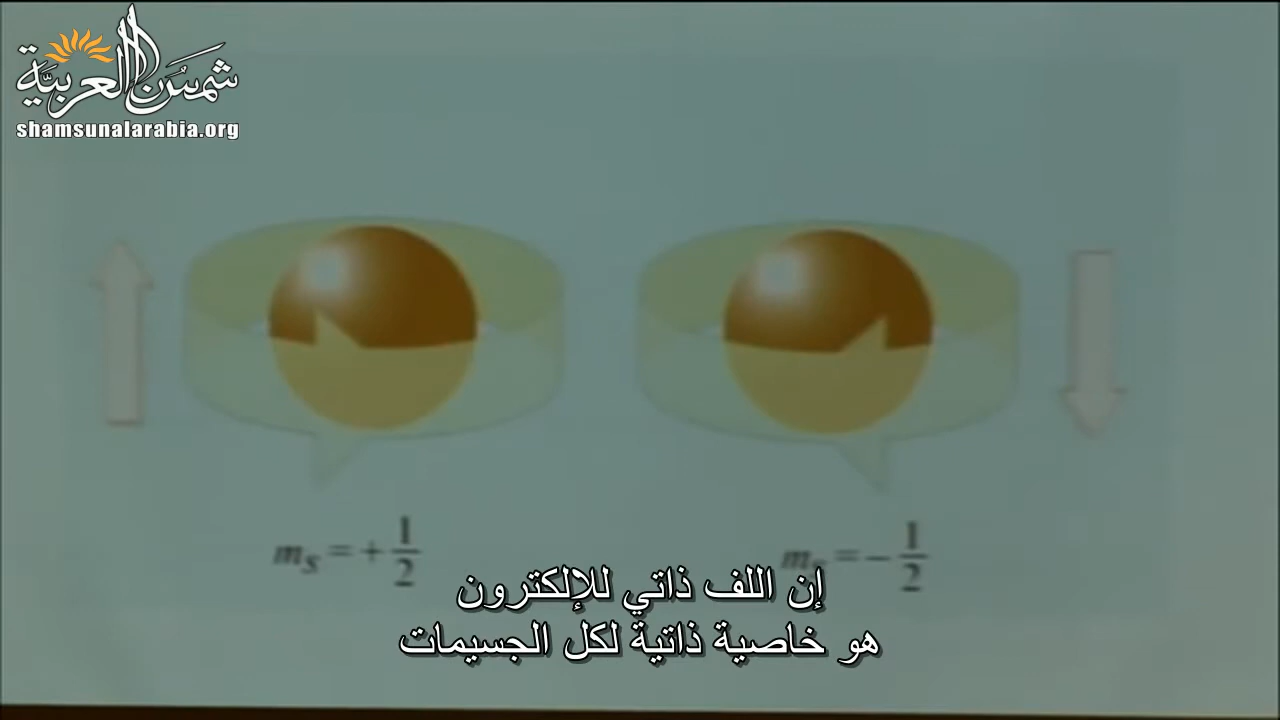 شمس العربية
shamsunalarabia.org
mₛ = + 1/2
mₛ = − 1/2
إن اللف ذاتي للإلكترون
هو خاصية ذاتية لكل الجسيمات